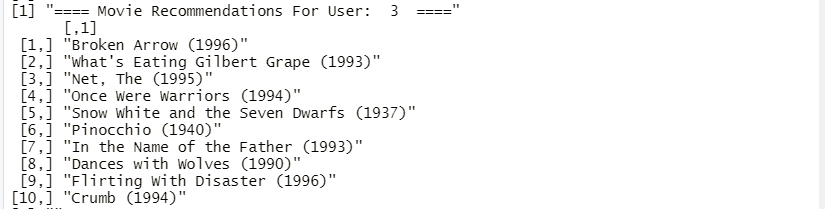 [1] "==== Movie Recommendations For User:  3  ===="
[,1]
[1,] "Broken Arrow (1996)"
[2,] "What's Eating Gilbert Grape (1993)"
[3,] "Net, The (1995)"
[4,] "Once Were Warriors (1994)"
[5,] "Snow White and the Seven Dwarfs (1937)"
[6,] "Pinocchio (1940)"
[7,] "In the Name of the Father (1993)"
[8,] "Dances with Wolves (1990)"
[9,] "Flirting With Disaster (1996)"
[10,] "Crumb (1994)"